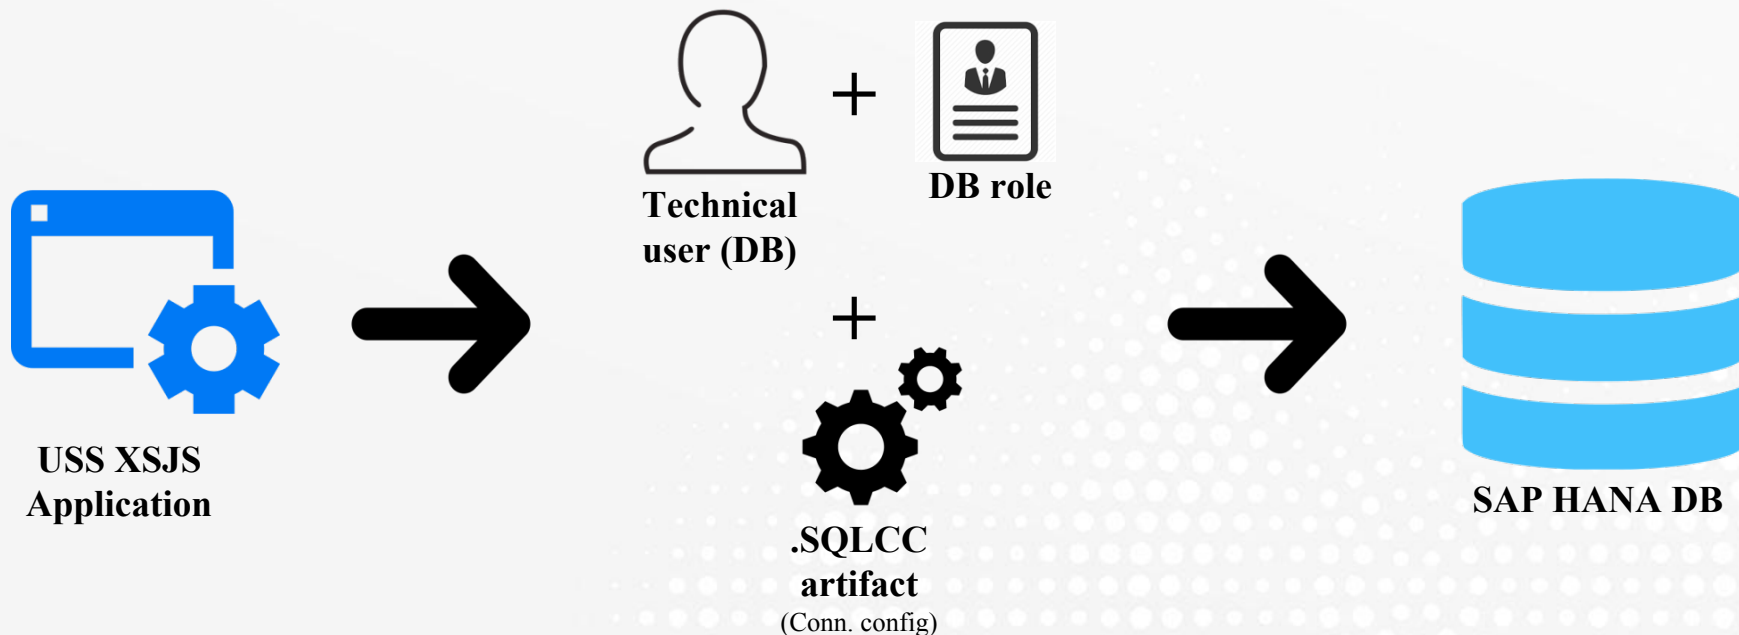 Technical
user (DB)
DB role
USS XSJS
Application
.SQLCC
artifact
(Conn. config)
SAP HANA DB